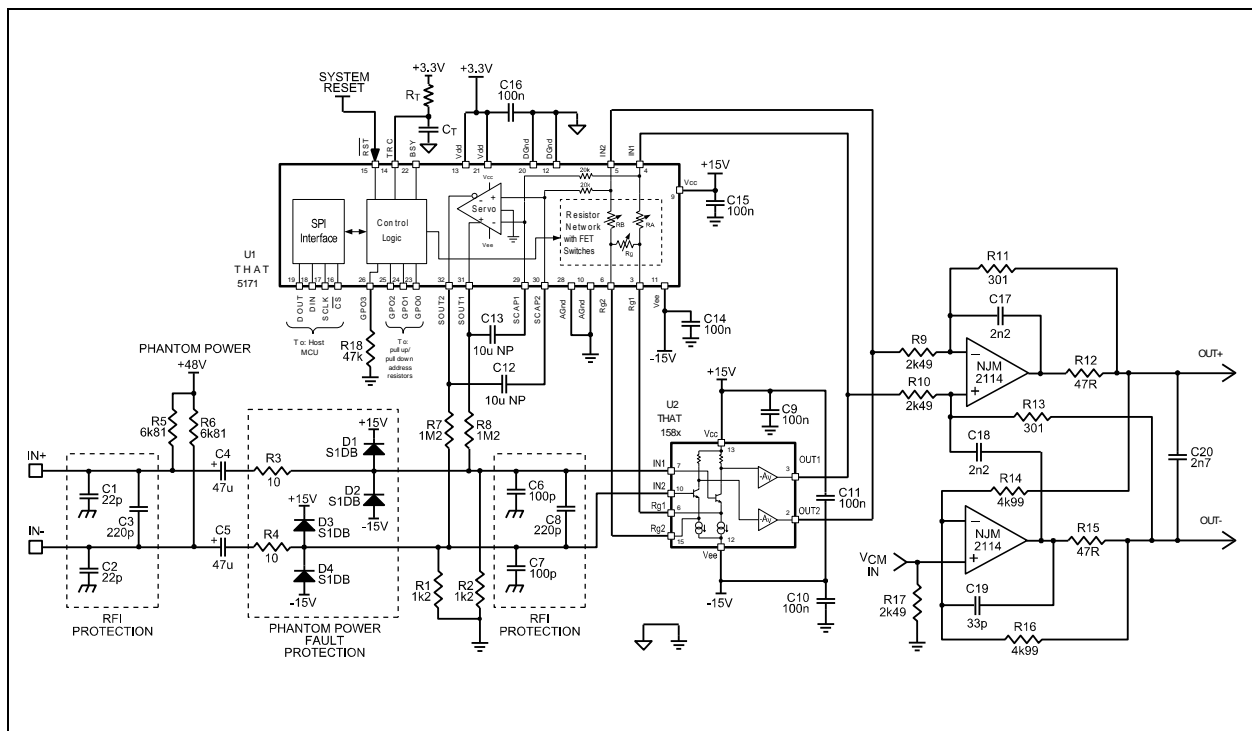 +3.3V
+3.3V
SYSTEM
RESET
RT
CT
C16
100n
RST
TRC
BSY
Vdd
Vdd
DGnd
DGnd
IN2
IN1
15
14
22
13
21
20
12
5
4
+15V
Vcc
9
C15
100n
20k
20k
Vcc
Servo
Vee
- + + -
SPI
Interface
Control
Logic
Resistor
Network
with FET
Switches
RB
RA
Rg
U1
THAT
5171
19
18
17
16
26
25
24
23
32
31
29
30
28
10
6
3
11
DOUT
DIN
SCLK
CS
GPO3
GPO2
GPO1
GPO0
SOUT2
SOUT1
SCAP1
SCAP2
AGnd
AGnd
Rg2
Rg1
Vee
To: Host
MCU
To:
pull up/
pull down
address
resistors
R18
47k
C13
10u NP
C12
10u NP
C14
100n
-15V
PHANTOM POWER
+48V
R5
6k81
R6
6k81
R7
1M2
R8
1M2
+15V
D1
S1DB
D2
S1DB
-15V
+15V
D3
S1DB
D4
S1DB
-15V
IN+
IN-
C1
22p
C3
220p
C2
22p
C4
+
47u
C5
+
47u
R3
10
R4
10
R1
1k2
R2
1k2
C6
100p
C8
220p
C7
100p
RFI
PROTECTION
PHANTOM POWER
FAULT
PROTECTION
RFI
PROTECTION
+15V
C9
100n
U2
THAT
158x
Vcc
13
IN1
7
IN2
10
Rg1
6
Rg2
15
-Av
-Av
3
OUT1
2
OUT2
12
Vee
C11
100n
-15V
C10
100n
R11
301
C17
2n2
R9
2k49
R10
2k49
−
+
NJM
2114
R12
47R
R13
301
C18
2n2
R14
4k99
−
+
NJM
2114
R15
47R
C19
33p
R16
4k99
VCM
IN
R17
2k49
C20
2n7
OUT+
OUT-